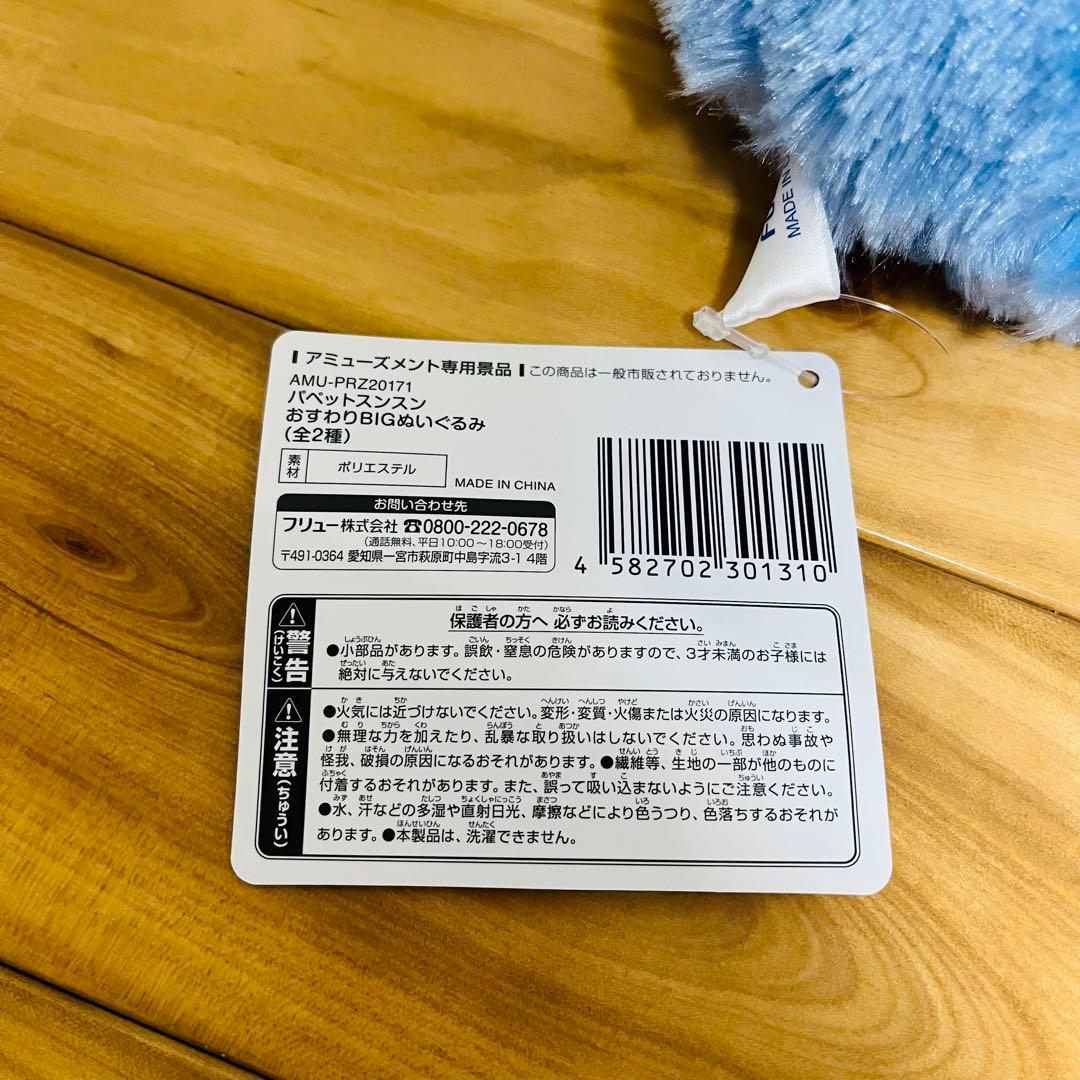 MADE IN
アミューズメント専用景品 この商品は一般市販されておりません。
AMU-PRZ20171
パペットスンスン
おすわりBIGぬいぐるみ
(全2種)
素材 ポリエステル
MADE IN CHINA
お問い合わせ先
フリュー株式会社 ☎0800-222-0678
(通話無料、平日10:00~18:00受付)
〒491-0364 愛知県一宮市萩原町中島字流3-1 4階
4 582702 301310
⚠警告(けいこく)
保護者の方へ 必ずお読みください。
●小部品があります。誤飲・窒息の危険がありますので、3才未満のお子様には
絶対に与えないでください。
⚠注意(ちゅうい)
●火気には近づけないでください。変形・変質・火傷または火災の原因になります。
●無理な力を加えたり、乱暴な取り扱いはしないでください。思わぬ事故や
怪我、破損の原因になるおそれがあります。●繊維等、生地の一部が他のものに
付着するおそれがあります。また、誤って吸い込まないようにご注意ください。
●水、汗などの多湿や直射日光、摩擦などにより色うつり、色落ちするおそれが
あります。●本製品は、洗濯できません。